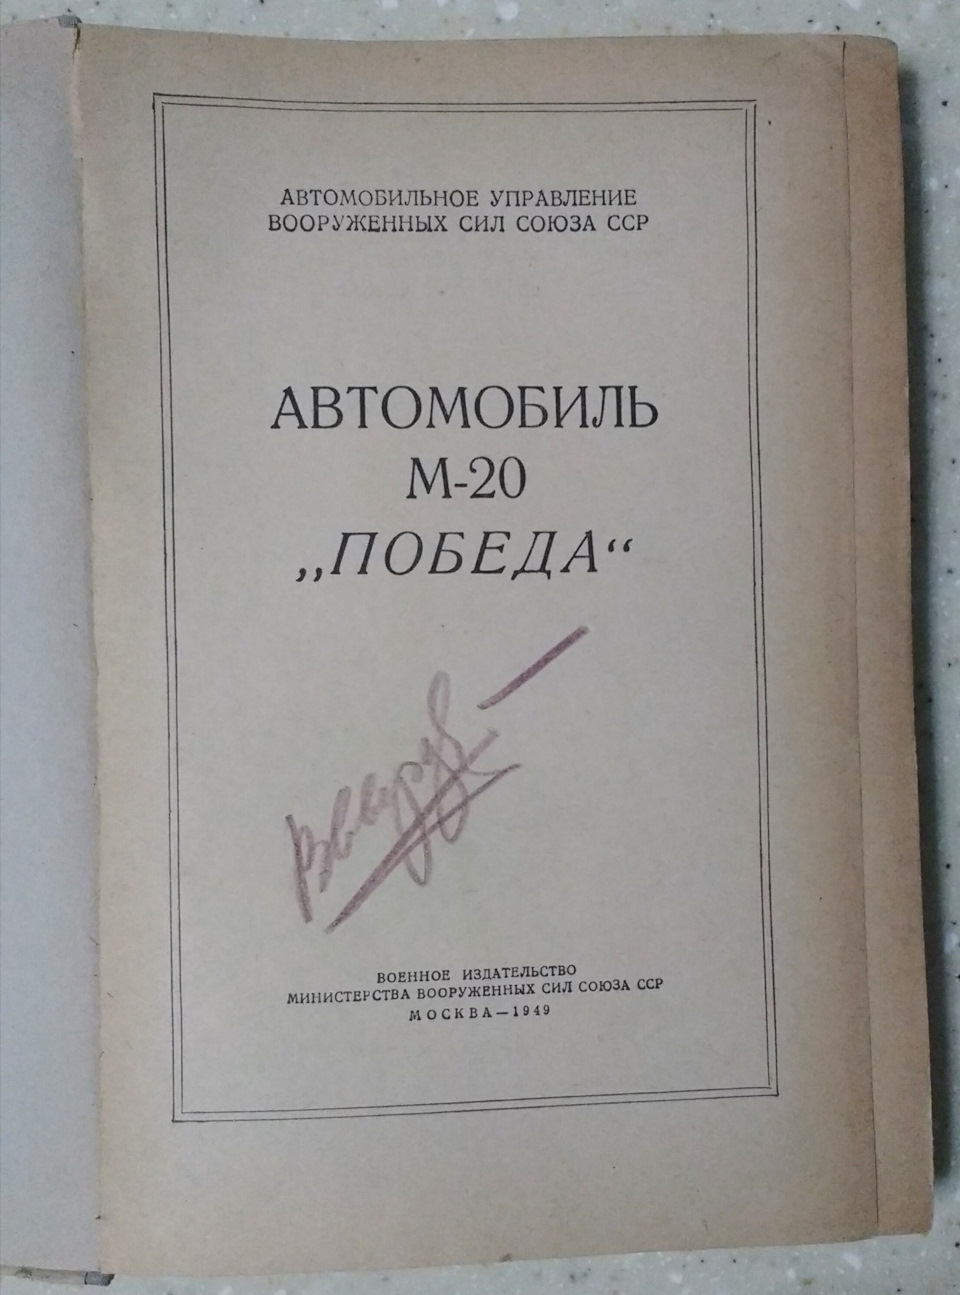 АВТОМОБИЛЬНОЕ УПРАВЛЕНИЕ
ВООРУЖЕННЫХ СИЛ СОЮЗА ССР
АВТОМОБИЛЬ
М-20
„ПОБЕДА“
ВОЕННОЕ ИЗДАТЕЛЬСТВО
МИНИСТЕРСТВА ВООРУЖЕННЫХ СИЛ СОЮЗА ССР
МОСКВА—1949